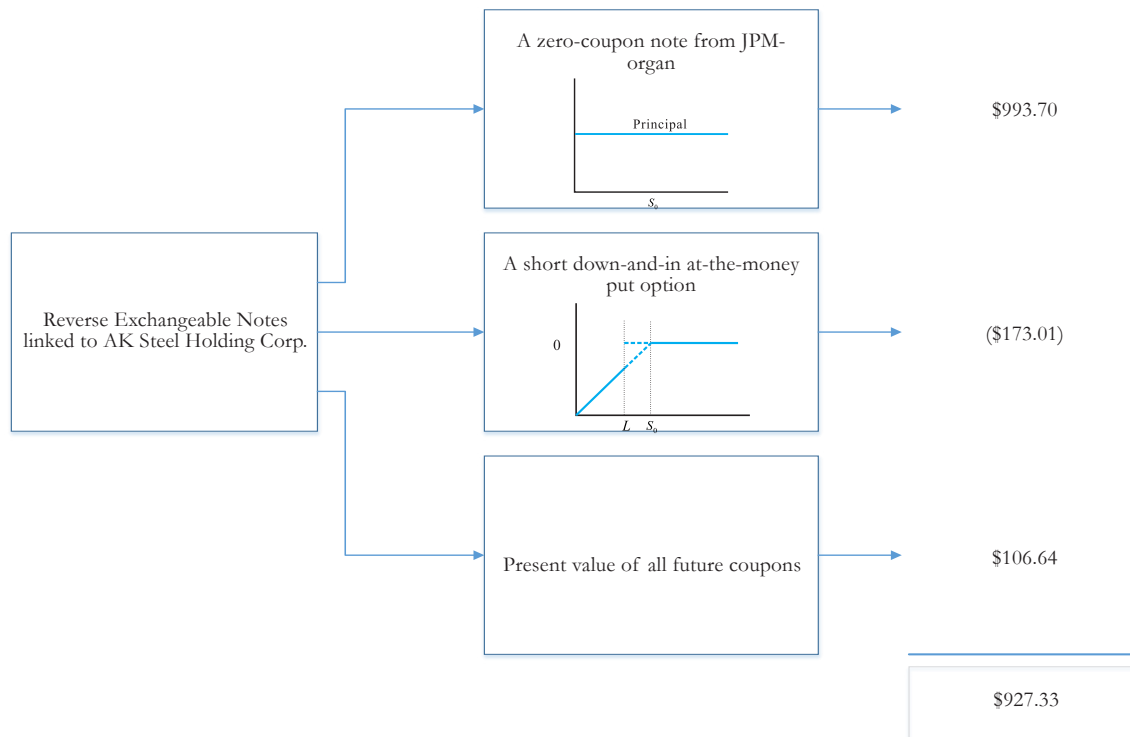 A zero-coupon note from JPM-
organ
Principal
S₀
$993.70
Reverse Exchangeable Notes
linked to AK Steel Holding Corp.
A short down-and-in at-the-money
put option
0
L S₀
($173.01)
Present value of all future coupons
$106.64
$927.33